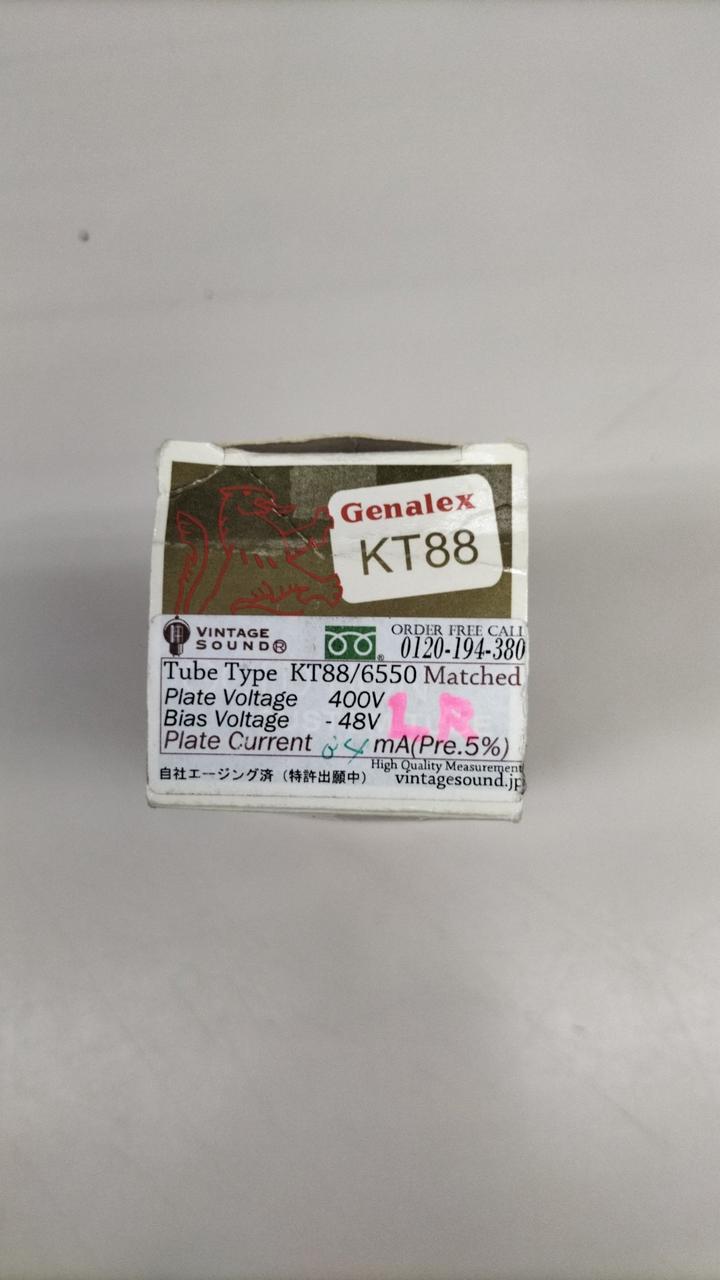 Genalex
KT88
VINTAGE
SOUND®
ORDER FREE CALL
0120-194-380
Tube Type KT88/6550 Matched
Plate Voltage 400V
Bias Voltage - 48V
LR
Plate Current mA(Pre.5%)
High Quality Measurement
自社エージング済（特許出願中） vintagesound.jp